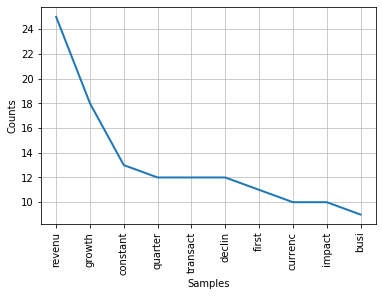 24
22
20
18
16
14
12
10
Counts
revenu
growth
constant
quarter
transact
declin
first
currenc
impact
busi
Samples